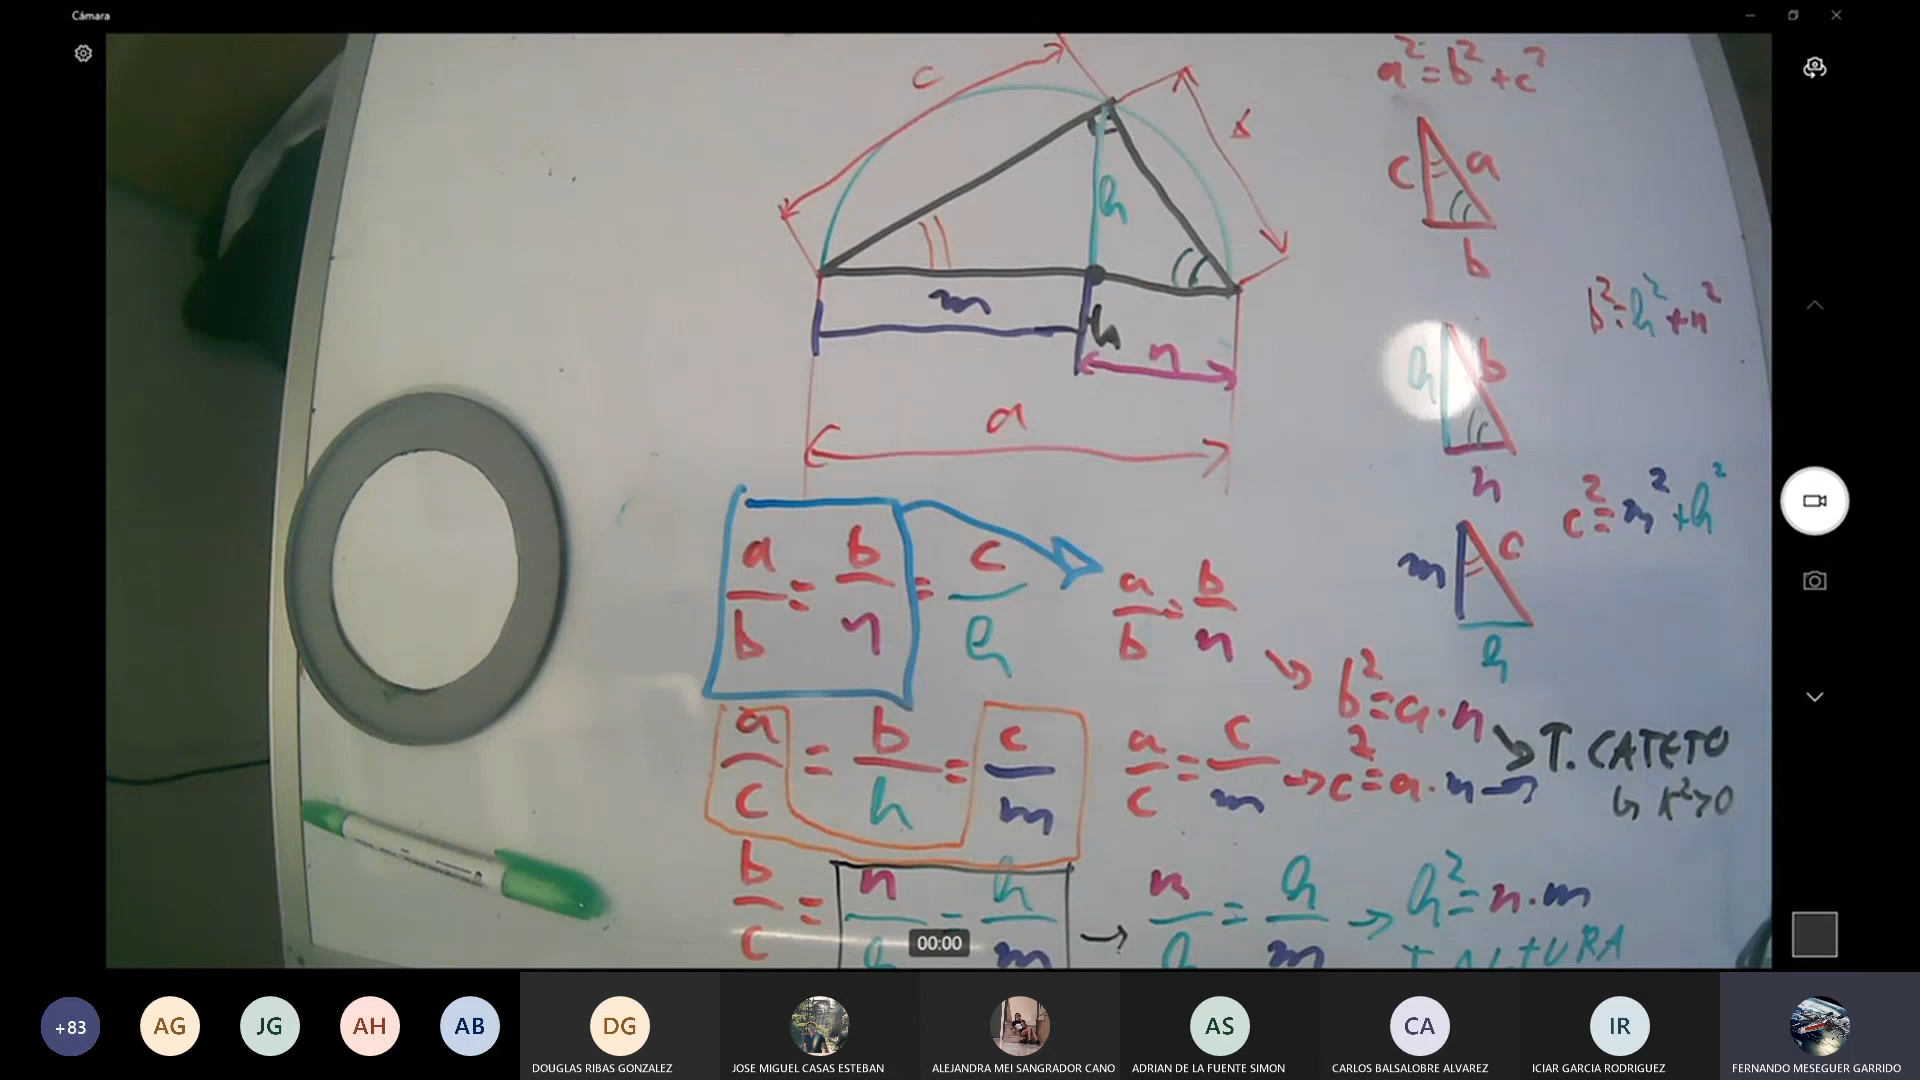 Cámara
c
a² = b² + c²
b
h
c a
b
m
h
n
b² = h² + n²
h b
n
a
c² = m² + h²
m c
h
a/b = b/n = c/h
a/b = b/n
b² = a·n
T. CATETO
a/c = b/h = c/m
a/c = c/m → c² = a·m →
b/c = n/h = h/m → n/h = h/m → h² = n·m
T. ALTURA
00:00
+83
AG
JG
AH
AB
DG
AS
CA
IR
DOUGLAS RIBAS GONZALEZ
JOSE MIGUEL CASAS ESTEBAN
ALEJANDRA MEI SANGRADOR CANO
ADRIAN DE LA FUENTE SIMON
CARLOS BALSALOBRE ALVAREZ
ICIAR GARCIA RODRIGUEZ
FERNANDO MESEGUER GARRIDO